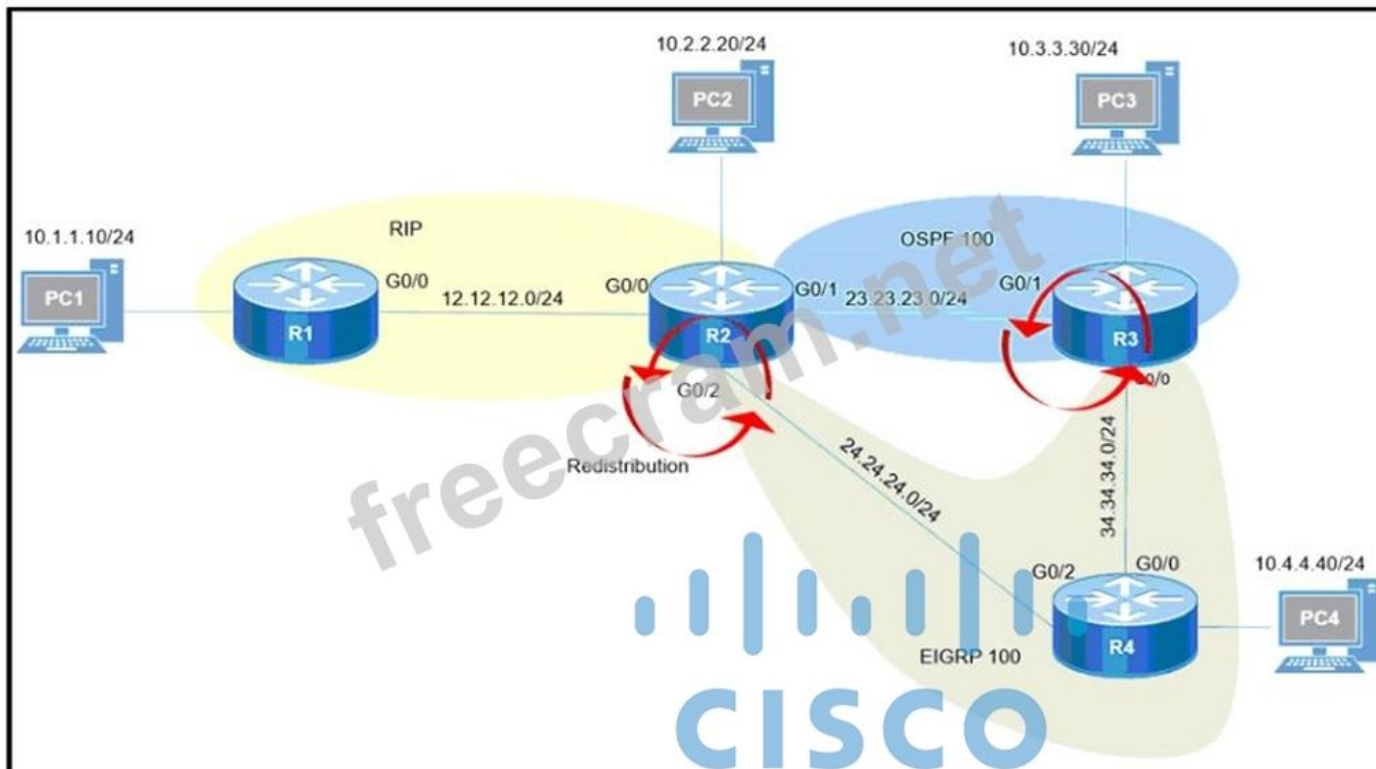 10.2.2.20/24
10.3.3.30/24
PC2
PC3
10.1.1.10/24
RIP
OSPF 100
PC1
G0/0
12.12.12.0/24
G0/0
G0/1
23.23.23.0/24
G0/1
R1
R2
R3
G0/2
Redistribution
24.24.24.0/24
34.34.34.0/24
G0/2
G0/0
10.4.4.40/24
R4
PC4
EIGRP 100
freecram.net
CISCO